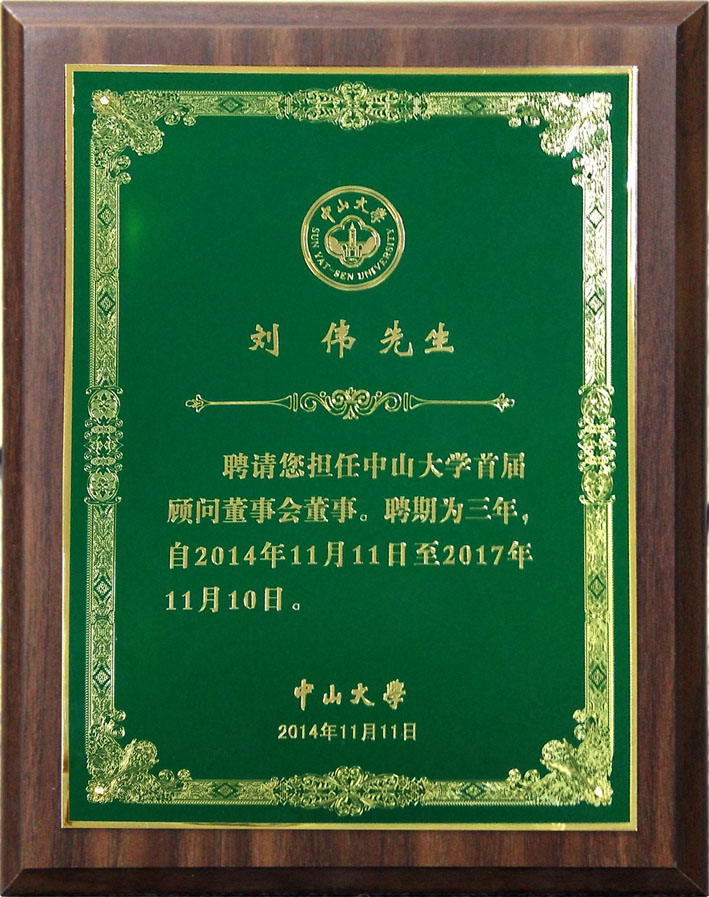 中山大學
SUN YAT-SEN UNIVERSITY
刘 伟 先生
聘请您担任中山大学首届
顾问董事会董事。聘期为三年，
自2014年11月11日至2017年
11月10日。
中山大學
2014年11月11日